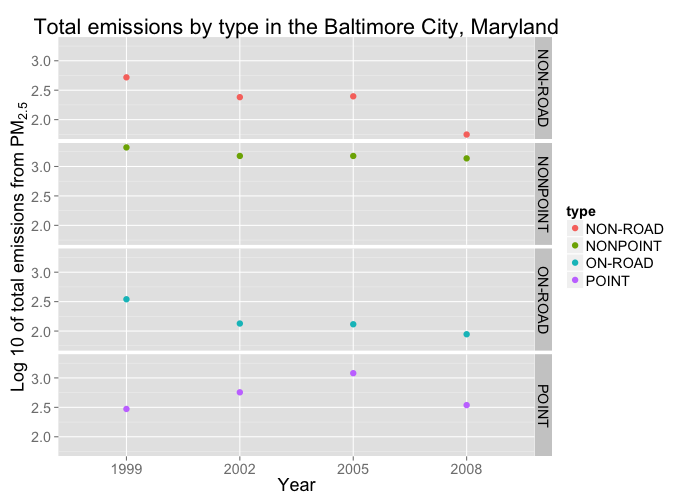 Total emissions by type in the Baltimore City, Maryland
Log 10 of total emissions from PM2.5
3.0
2.5
2.0
NON-ROAD
3.0
2.5
2.0
NONPOINT
3.0
2.5
2.0
ON-ROAD
3.0
2.5
2.0
POINT
1999 2002 2005 2008
Year
type
NON-ROAD
NONPOINT
ON-ROAD
POINT